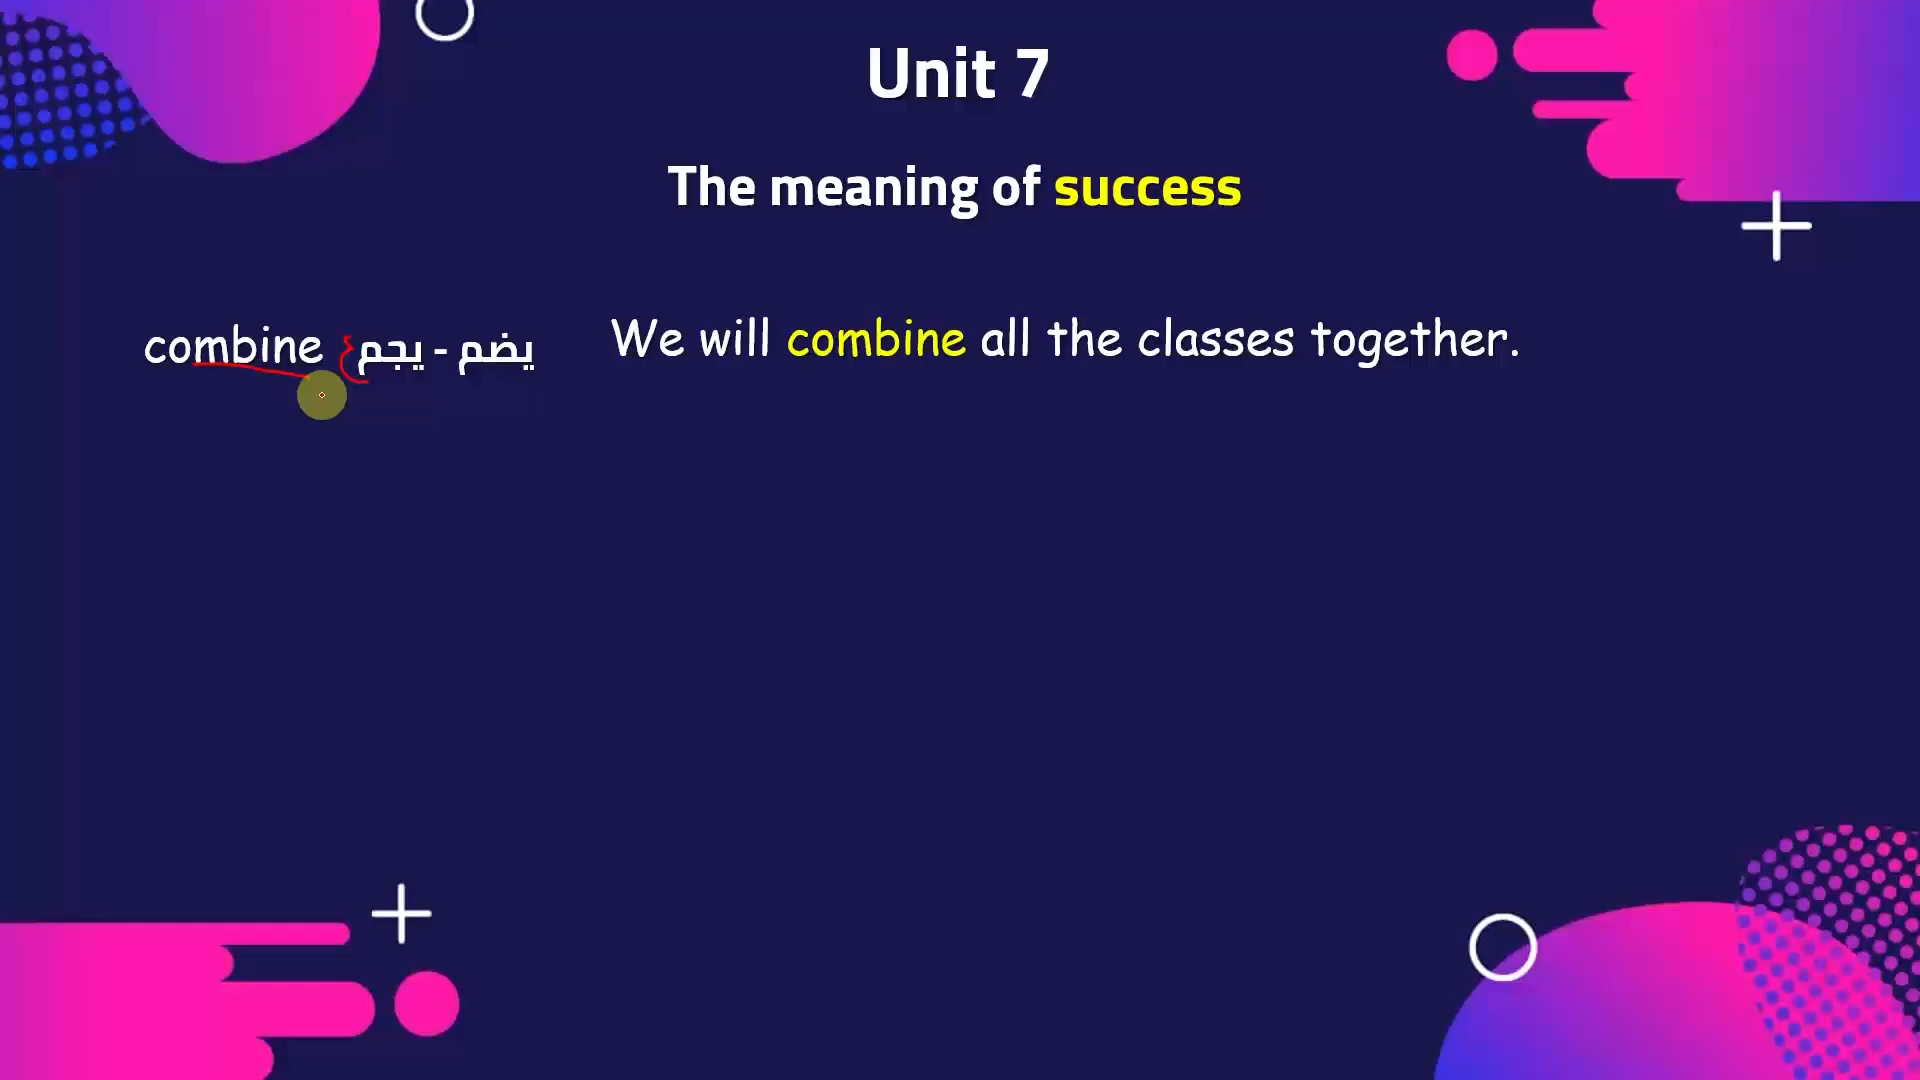 Unit 7
The meaning of success
combine يضم - يجمع We will combine all the classes together.